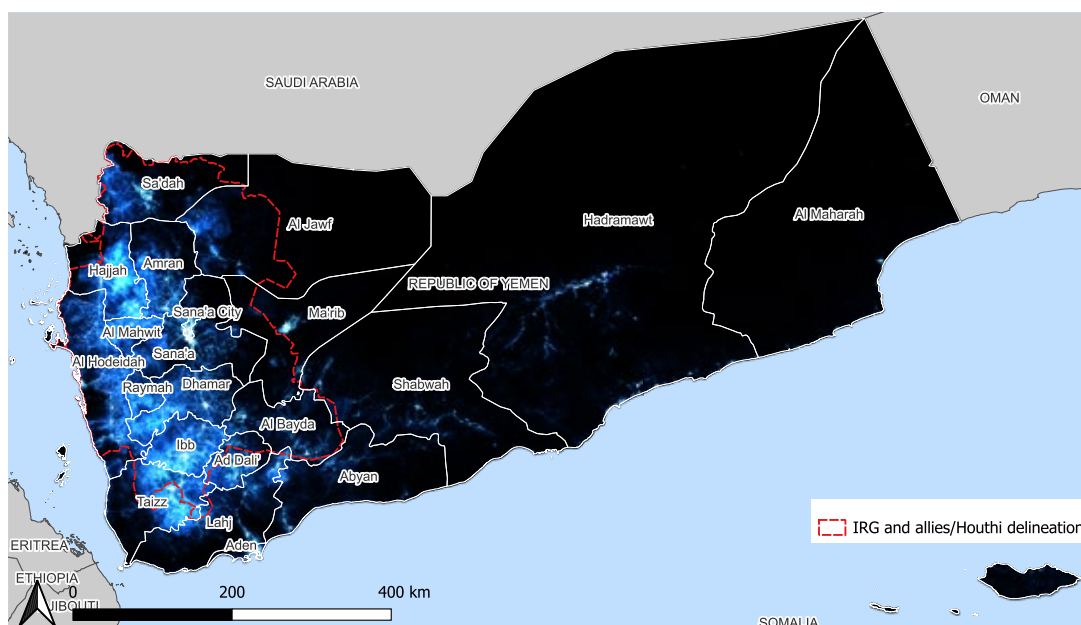 SAUDI ARABIA
OMAN
Sa'dah
Al Jawf
Hadramawt
Al Maharah
Hajjah
Amran
REPUBLIC OF YEMEN
Sana'a City
Ma'rib
Al Mahwit
Sana'a
Al Hodeidah
Raymah
Dhamar
Shabwah
Al Bayda
Ibb
Ad Dali'
Abyan
Taizz
Lahj
IRG and allies/Houthi delineation
ERITREA
Aden
ETHIOPIA
0 200 400 km
JIBOUTI
SOMALIA